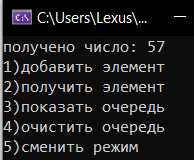 C:\Users\Lexus\...
получено число: 57
1)добавить элемент
2)получить элемент
3)показать очередь
4)очистить очередь
5)сменить режим